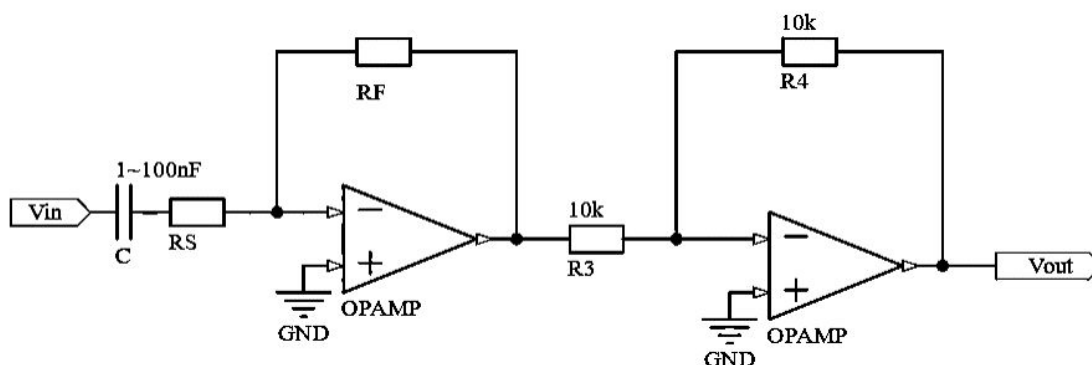 10k
R4
RF
1~100nF
Vin
C
RS
10k
R3
Vout
GND
OPAMP
GND
OPAMP